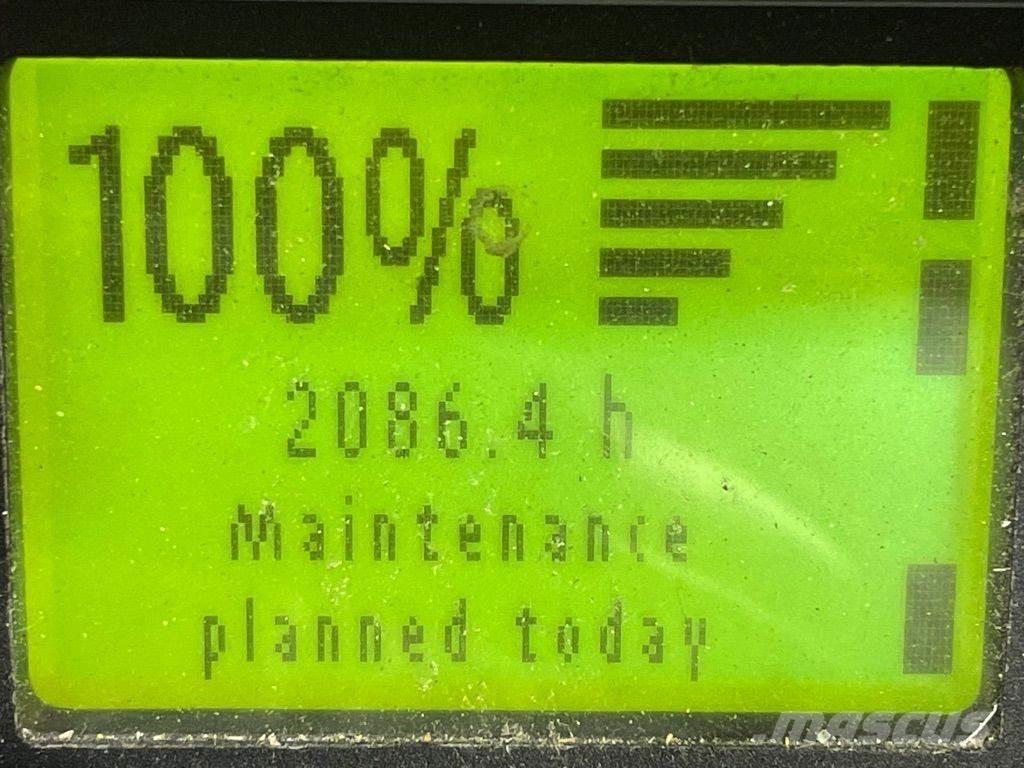 100%
2086.4 h
Maintenance
planned today
mascus